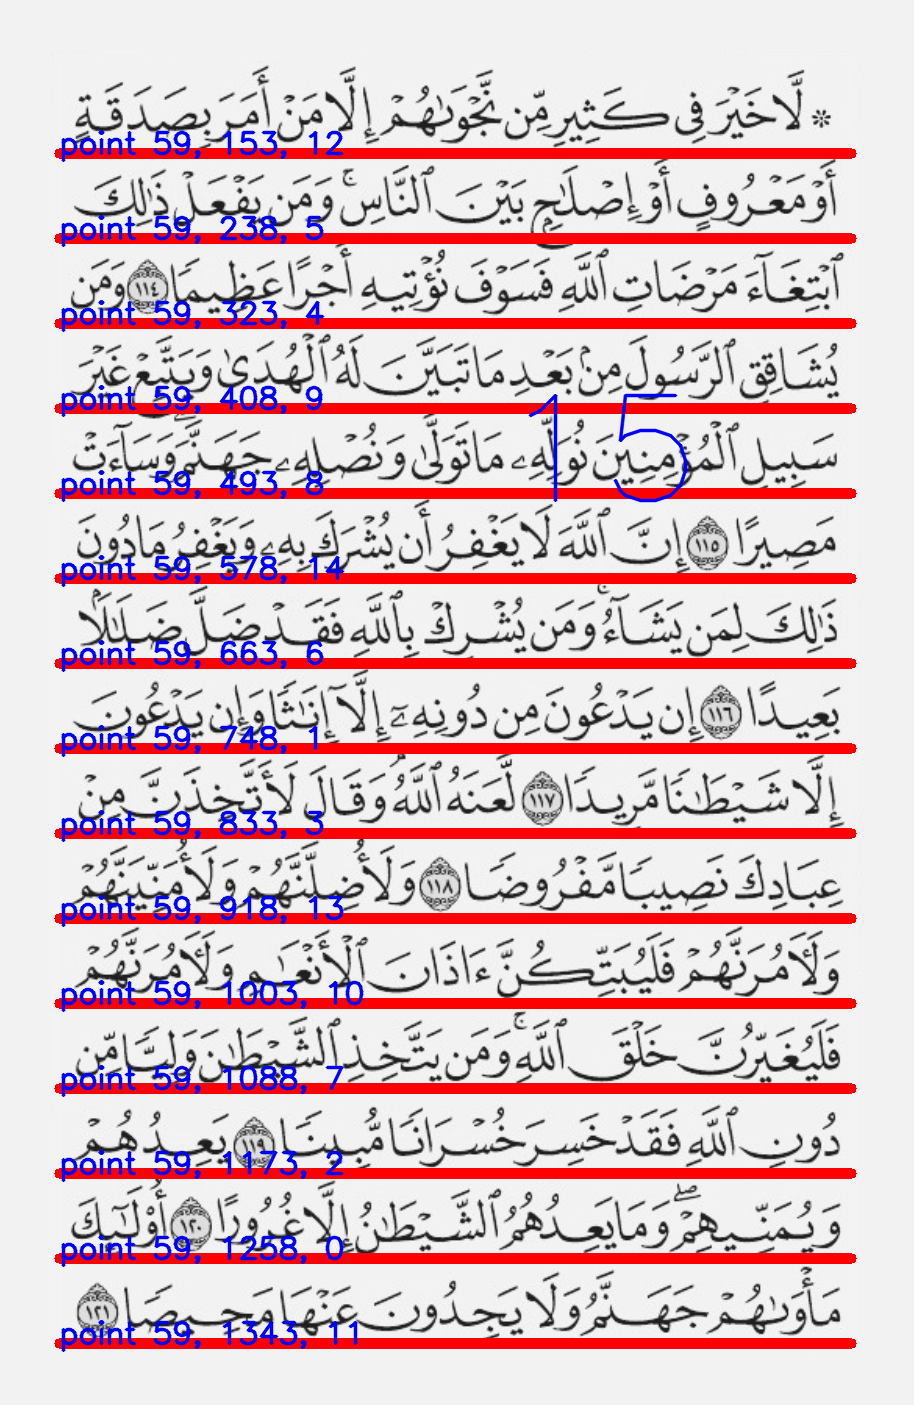 ۞ لَّا خَيْرَ فِى كَثِيرٍ مِّن نَّجْوَىٰهُمْ إِلَّا مَنْ أَمَرَ بِصَدَقَةٍ
point 59, 153, 12
أَوْ مَعْرُوفٍ أَوْ إِصْلَـٰحٍۭ بَيْنَ ٱلنَّاسِ ۚ وَمَن يَفْعَلْ ذَٰلِكَ
point 59, 238, 5
ٱبْتِغَآءَ مَرْضَاتِ ٱللَّهِ فَسَوْفَ نُؤْتِيهِ أَجْرًا عَظِيمًا ١١٤ وَمَن
point 59, 323, 4
يُشَاقِقِ ٱلرَّسُولَ مِنۢ بَعْدِ مَا تَبَيَّنَ لَهُ ٱلْهُدَىٰ وَيَتَّبِعْ غَيْرَ
point 59, 408, 9
15
سَبِيلِ ٱلْمُؤْمِنِينَ نُوَلِّهِۦ مَا تَوَلَّىٰ وَنُصْلِهِۦ جَهَنَّمَ ۖ وَسَآءَتْ
point 59, 493, 8
مَصِيرًا ١١٥ إِنَّ ٱللَّهَ لَا يَغْفِرُ أَن يُشْرَكَ بِهِۦ وَيَغْفِرُ مَا دُونَ
point 59, 578, 14
ذَٰلِكَ لِمَن يَشَآءُ ۚ وَمَن يُشْرِكْ بِٱللَّهِ فَقَدْ ضَلَّ ضَلَـٰلًۢا
point 59, 663, 6
بَعِيدًا ١١٦ إِن يَدْعُونَ مِن دُونِهِۦٓ إِلَّآ إِنَـٰثًا وَإِن يَدْعُونَ
point 59, 748, 1
إِلَّا شَيْطَـٰنًا مَّرِيدًا ١١٧ لَّعَنَهُ ٱللَّهُ ۘ وَقَالَ لَأَتَّخِذَنَّ مِنْ
point 59, 833, 3
عِبَادِكَ نَصِيبًا مَّفْرُوضًا ١١٨ وَلَأُضِلَّنَّهُمْ وَلَأُمَنِّيَنَّهُمْ
point 59, 918, 13
وَلَـَٔامُرَنَّهُمْ فَلَيُبَتِّكُنَّ ءَاذَانَ ٱلْأَنْعَـٰمِ وَلَـَٔامُرَنَّهُمْ
point 59, 1003, 10
فَلَيُغَيِّرُنَّ خَلْقَ ٱللَّهِ ۚ وَمَن يَتَّخِذِ ٱلشَّيْطَـٰنَ وَلِيًّا مِّن
point 59, 1088, 7
دُونِ ٱللَّهِ فَقَدْ خَسِرَ خُسْرَانًا مُّبِينًا ١١٩ يَعِدُهُمْ
point 59, 1173, 2
وَيُمَنِّيهِمْ ۖ وَمَا يَعِدُهُمُ ٱلشَّيْطَـٰنُ إِلَّا غُرُورًا ١٢٠ أُو۟لَـٰٓئِكَ
point 59, 1258, 0
مَأْوَىٰهُمْ جَهَنَّمُ وَلَا يَجِدُونَ عَنْهَا مَحِيصًا ١٢١
point 59, 1343, 11